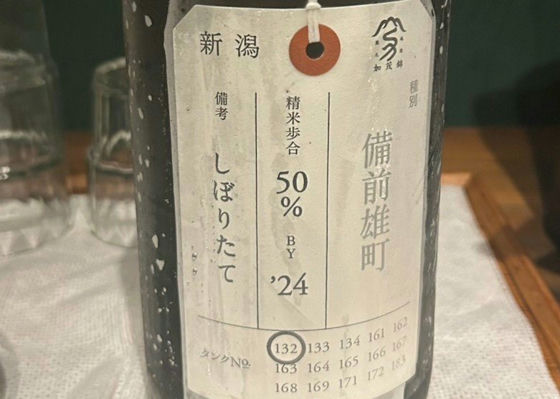 新潟
加茂錦
種別
備前雄町
精米歩合
50
%
BY
'24
備考
しぼりたて
タンクNo.
132 133 134 161 162
163 164 165 166 167
168 169 171 172 183